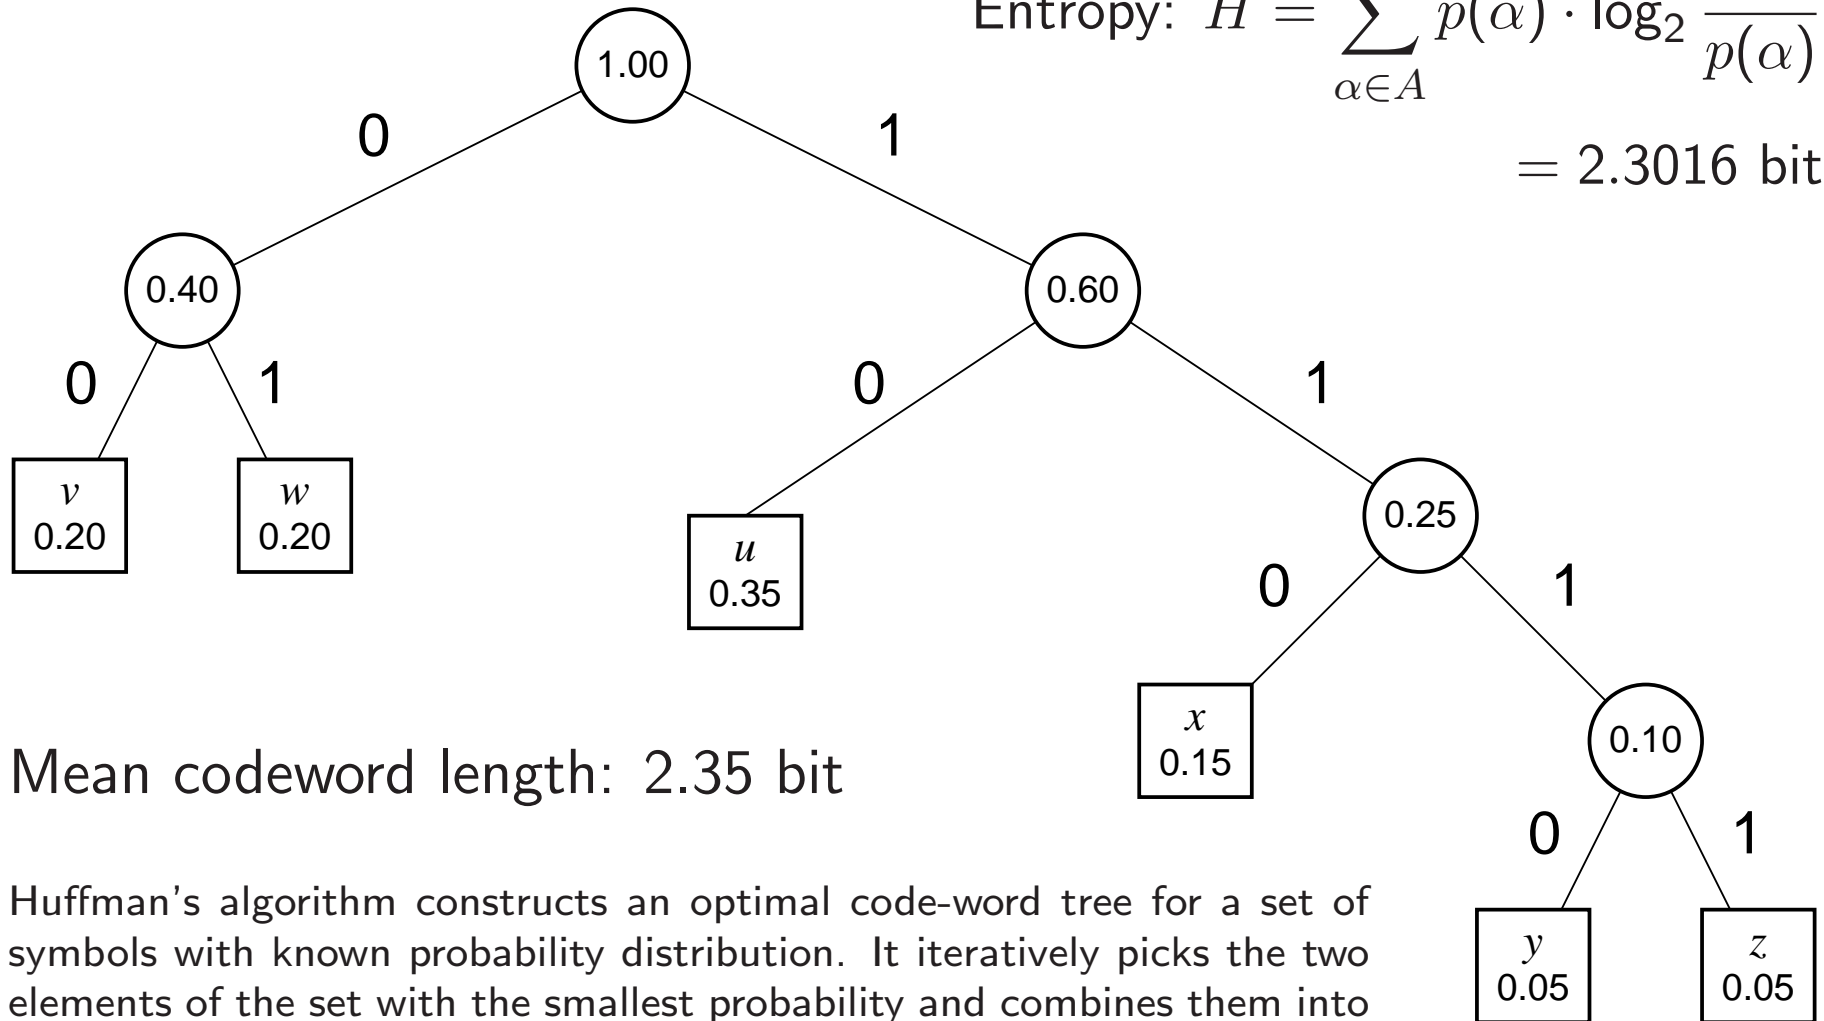 1.00
Entropy: H = ∑ p(α) · log₂ 1/p(α)
α∈A
= 2.3016 bit
0 1
0.40 0.60
0 1 0 1
v w
0.20 0.20
0.25
u
0.35
0 1
x
0.15
0.10
Mean codeword length: 2.35 bit
0 1
Huffman's algorithm constructs an optimal code-word tree for a set of
symbols with known probability distribution. It iteratively picks the two
elements of the set with the smallest probability and combines them into
y z
0.05 0.05